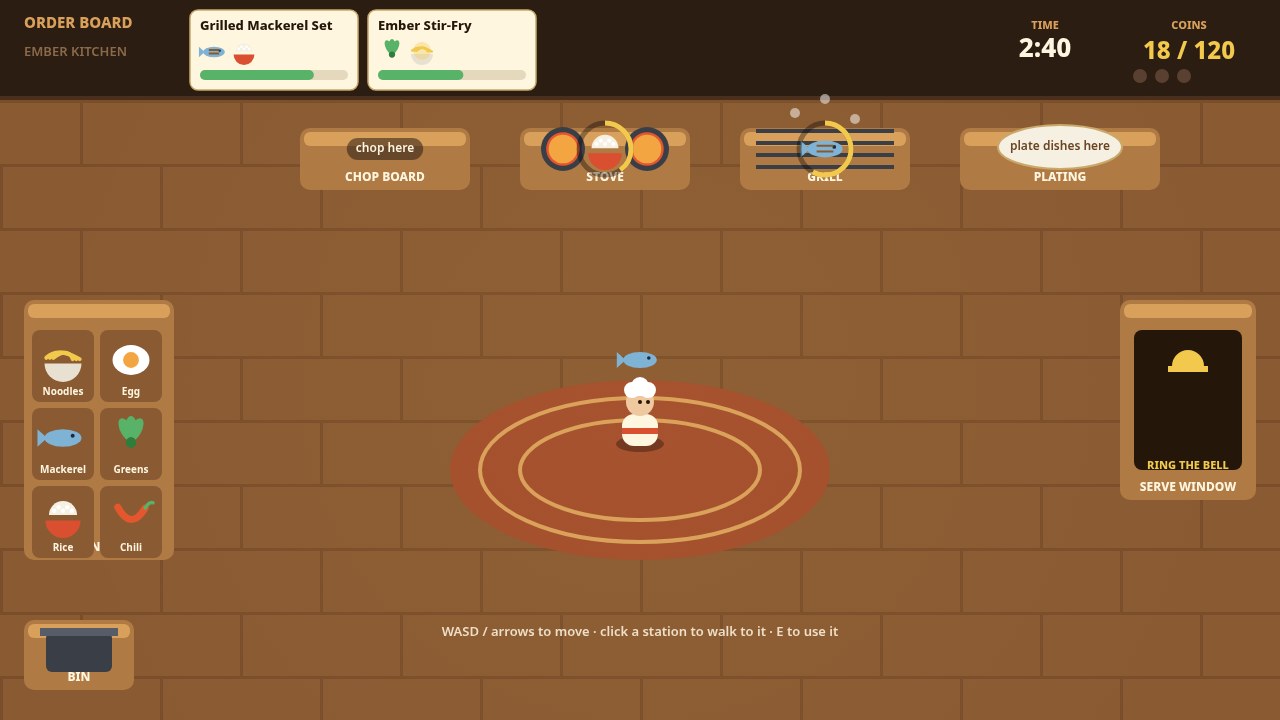 ORDER BOARD
EMBER KITCHEN
Grilled Mackerel Set
Ember Stir-Fry
TIME
2:40
COINS
18 / 120
chop here
CHOP BOARD
STOVE
GRILL
plate dishes here
PLATING
Noodles
Egg
Mackerel
Greens
Rice
Chili
RING THE BELL
SERVE WINDOW
WASD / arrows to move · click a station to walk to it · E to use it
BIN